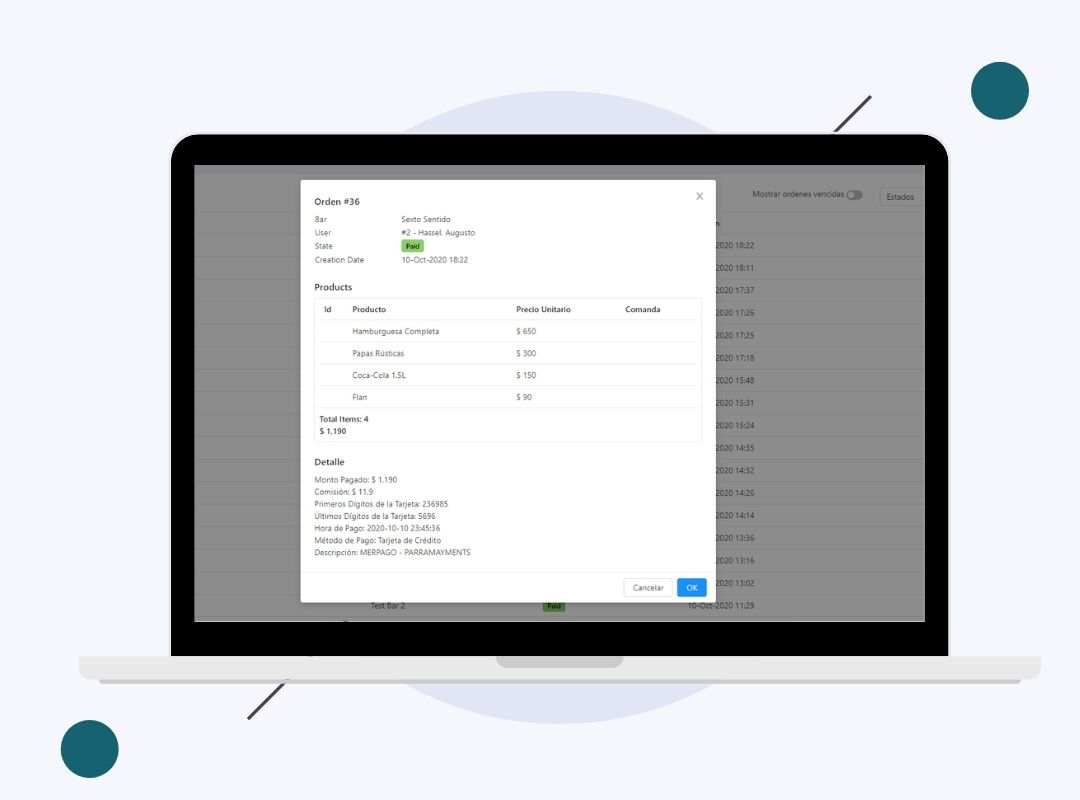 Mostrar ordenes vencidas
Estados
Orden #36
X
Bar Sexto Sentido
User #2 - Hassel. Augusto
State Paid
Creation Date 10-Oct-2020 18:22
Products
Id Producto Precio Unitario Comanda
Hamburguesa Completa $ 650
Papas Rústicas $ 300
Coca-Cola 1.5L $ 150
Flan $ 90
Total Items: 4
$ 1,190
Detalle
Monto Pagado: $ 1.190
Comisión: $ 11.9
Primeros Dígitos de la Tarjeta: 236985
Últimos Dígitos de la Tarjeta: 5696
Hora de Pago: 2020-10-10 23:45:36
Método de Pago: Tarjeta de Crédito
Descripción: MERPAGO - PARRAMAYMENTS
Cancelar OK
n
2020 18:22
2020 18:11
2020 17:37
2020 17:26
2020 17:25
2020 17:18
2020 15:48
2020 15:31
2020 15:24
2020 14:35
2020 14:32
2020 14:26
2020 14:14
2020 13:36
2020 13:16
2020 13:02
Test Bar 2 Paid 10-Oct-2020 11:29